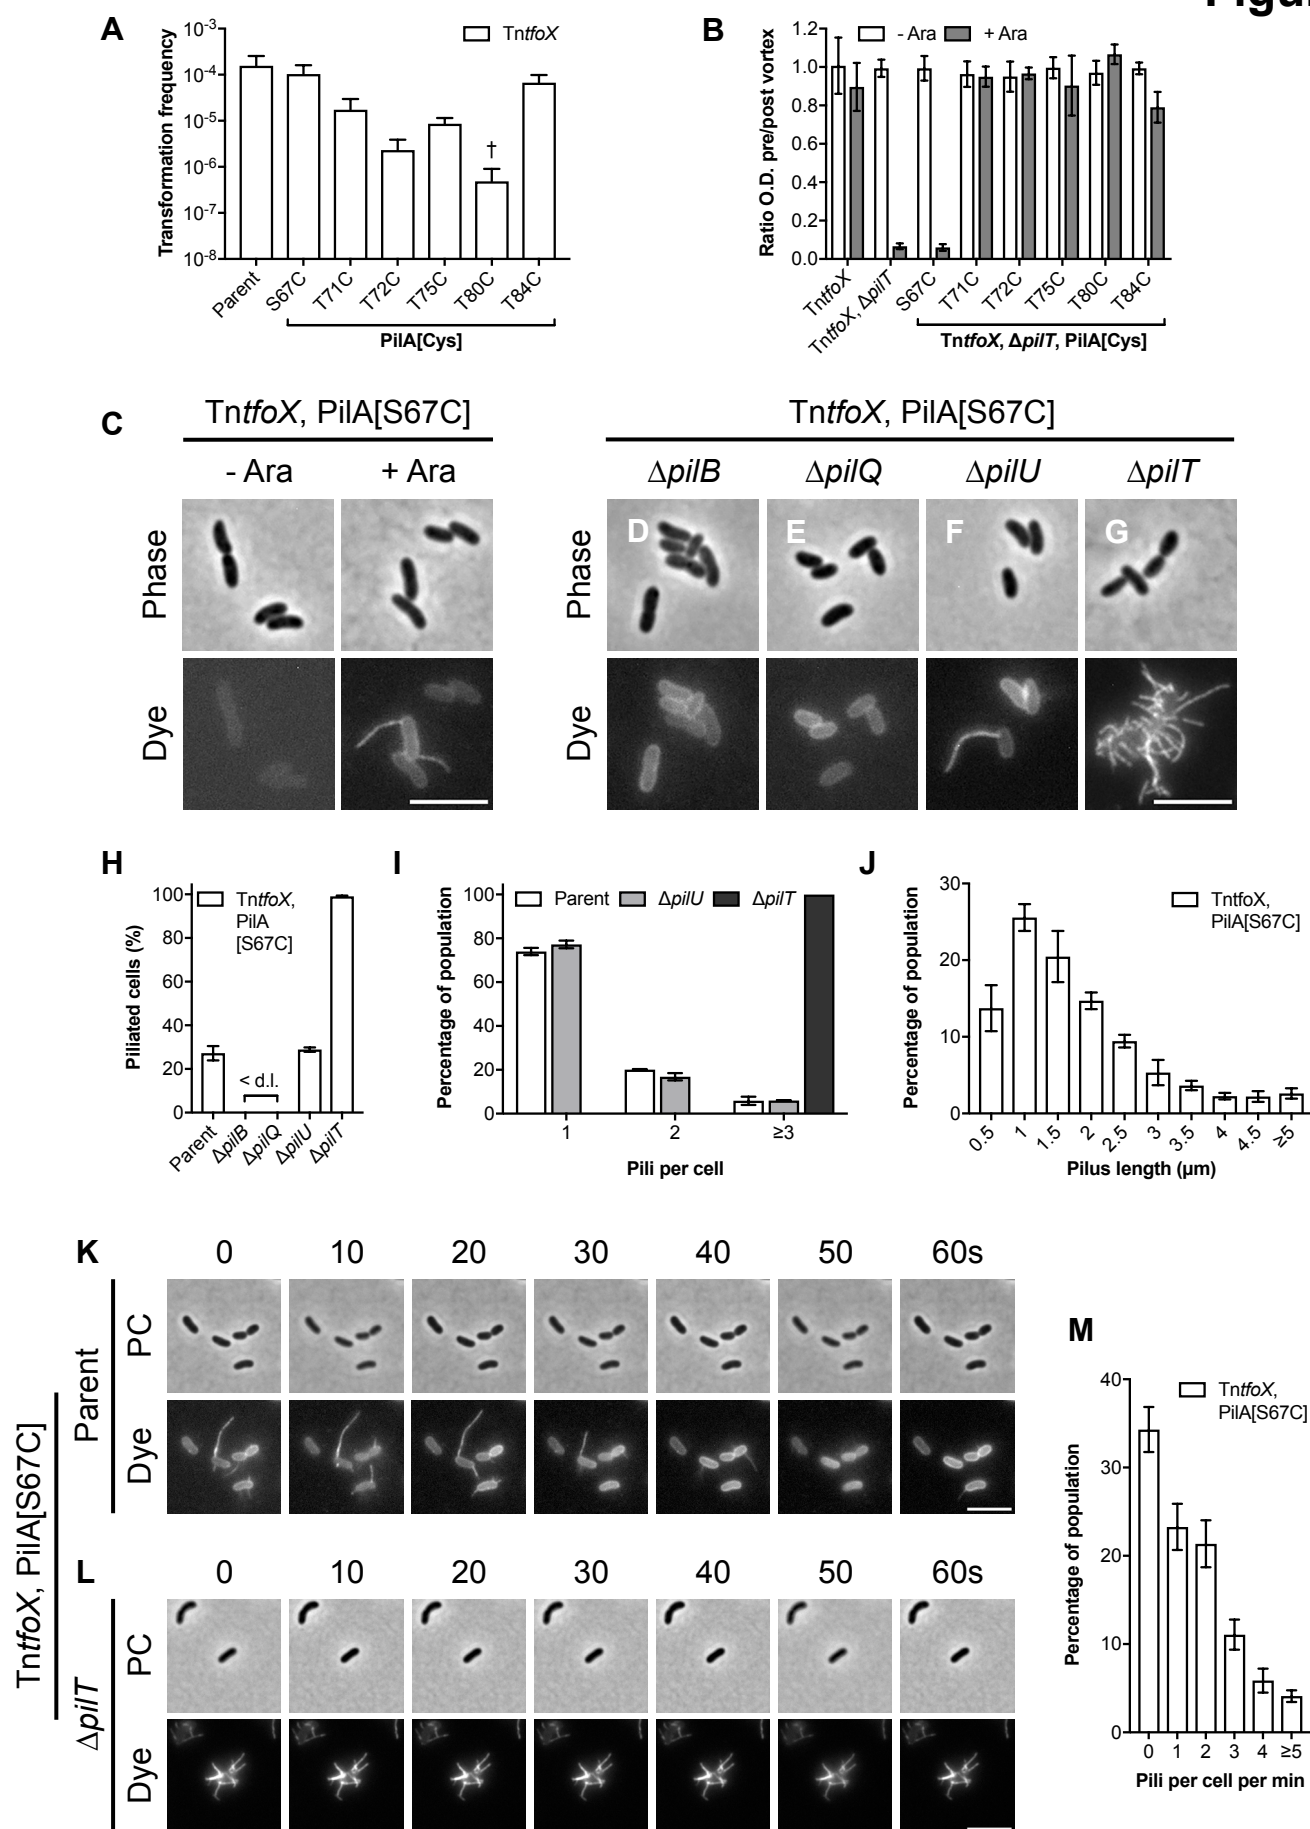 Figu
A
Transformation frequency
10-3
10-4
10-5
10-6
10-7
10-8
TntfoX
†
Parent
S67C
T71C
T72C
T75C
T80C
T84C
PilA[Cys]
B
Ratio O.D. pre/post vortex
1.2
1.0
0.8
0.6
0.4
0.2
0.0
- Ara
+ Ara
TntfoX
TntfoX, ΔpilT
S67C
T71C
T72C
T75C
T80C
T84C
TntfoX, ΔpilT, PilA[Cys]
C
TntfoX, PilA[S67C]
- Ara
+ Ara
Phase
Dye
TntfoX, PilA[S67C]
ΔpilB
ΔpilQ
ΔpilU
ΔpilT
Phase
D
E
F
G
Dye
H
Piliated cells (%)
100
80
60
40
20
0
TntfoX,
PilA
[S67C]
< d.l.
Parent
ΔpilB
ΔpilQ
ΔpilU
ΔpilT
I
Percentage of population
100
80
60
40
20
0
Parent
ΔpilU
ΔpilT
1
2
≥3
Pili per cell
J
Percentage of population
30
20
10
0
TntfoX,
PilA[S67C]
0.5
1
1.5
2
2.5
3
3.5
4
4.5
≥5
Pilus length (µm)
TntfoX, PilA[S67C]
K
0
10
20
30
40
50
60s
Parent
PC
Dye
L
0
10
20
30
40
50
60s
ΔpilT
PC
Dye
M
Percentage of population
40
30
20
10
0
TntfoX,
PilA[S67C]
0
1
2
3
4
≥5
Pili per cell per min